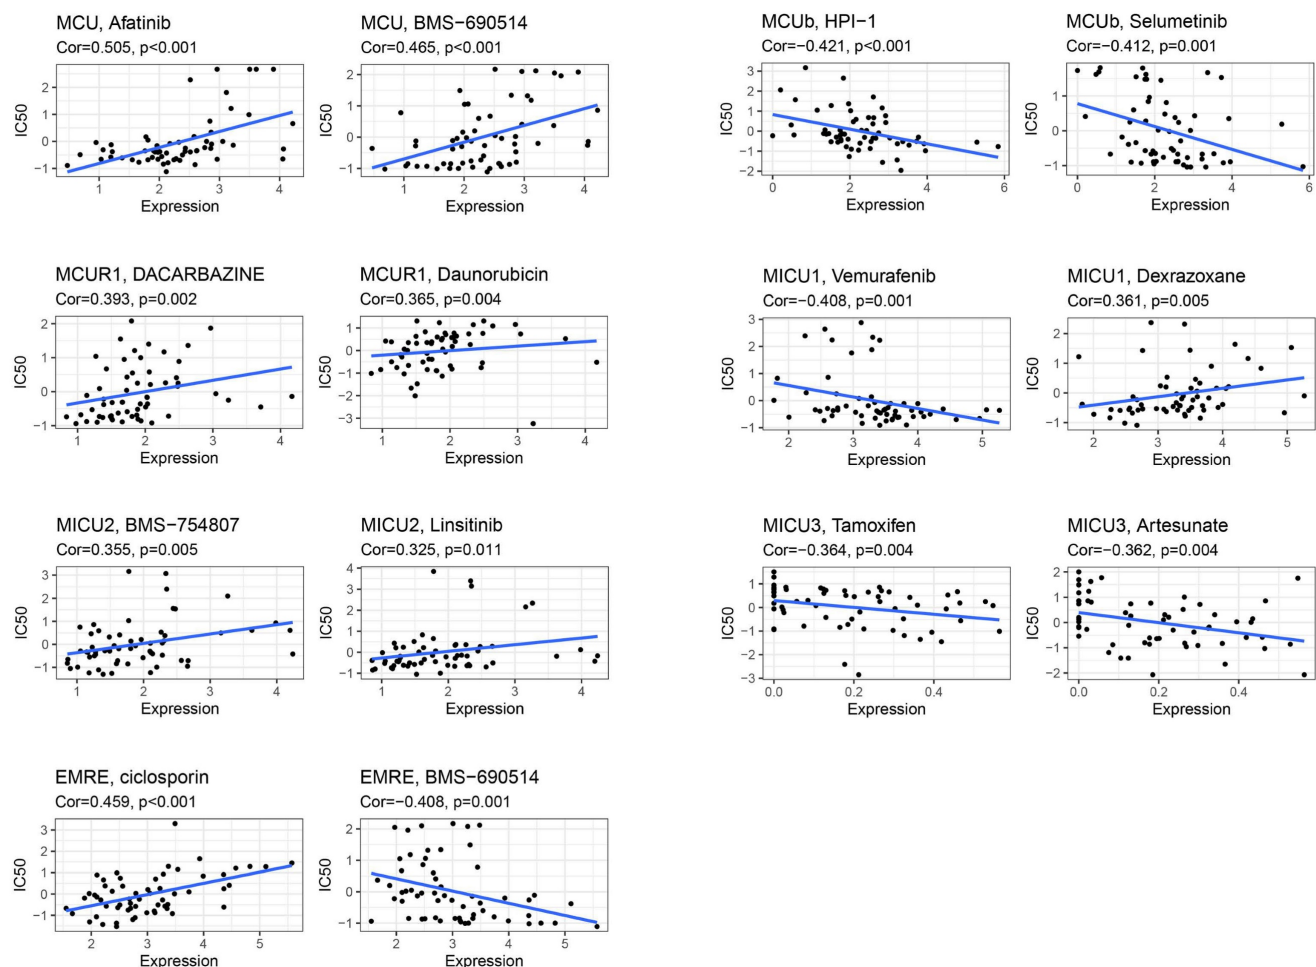 MCU, Afatinib
Cor=0.505, p<0.001
IC50
2
1
0
−1
1
2
3
4
Expression
MCU, BMS−690514
Cor=0.465, p<0.001
IC50
2
1
0
−1
1
2
3
4
Expression
MCUb, HPI−1
Cor=−0.421, p<0.001
IC50
3
2
1
0
−1
−2
0
2
4
6
Expression
MCUb, Selumetinib
Cor=−0.412, p=0.001
IC50
1
0
−1
0
2
4
6
Expression
MCUR1, DACARBAZINE
Cor=0.393, p=0.002
IC50
2
1
0
−1
1
2
3
4
Expression
MCUR1, Daunorubicin
Cor=0.365, p=0.004
IC50
1
0
−1
−2
−3
1
2
3
4
Expression
MICU1, Vemurafenib
Cor=−0.408, p=0.001
IC50
3
2
1
0
−1
2
3
4
5
Expression
MICU1, Dexrazoxane
Cor=0.361, p=0.005
IC50
2
1
0
−1
2
3
4
5
Expression
MICU2, BMS−754807
Cor=0.355, p=0.005
IC50
3
2
1
0
−1
1
2
3
4
Expression
MICU2, Linsitinib
Cor=0.325, p=0.011
IC50
4
3
2
1
0
−1
1
2
3
4
Expression
MICU3, Tamoxifen
Cor=−0.364, p=0.004
IC50
1
0
−1
−2
−3
0.0
0.2
0.4
Expression
MICU3, Artesunate
Cor=−0.362, p=0.004
IC50
2
1
0
−1
−2
0.0
0.2
0.4
Expression
EMRE, ciclosporin
Cor=0.459, p<0.001
IC50
3
2
1
0
−1
2
3
4
5
Expression
EMRE, BMS−690514
Cor=−0.408, p=0.001
IC50
2
1
0
−1
2
3
4
5
Expression